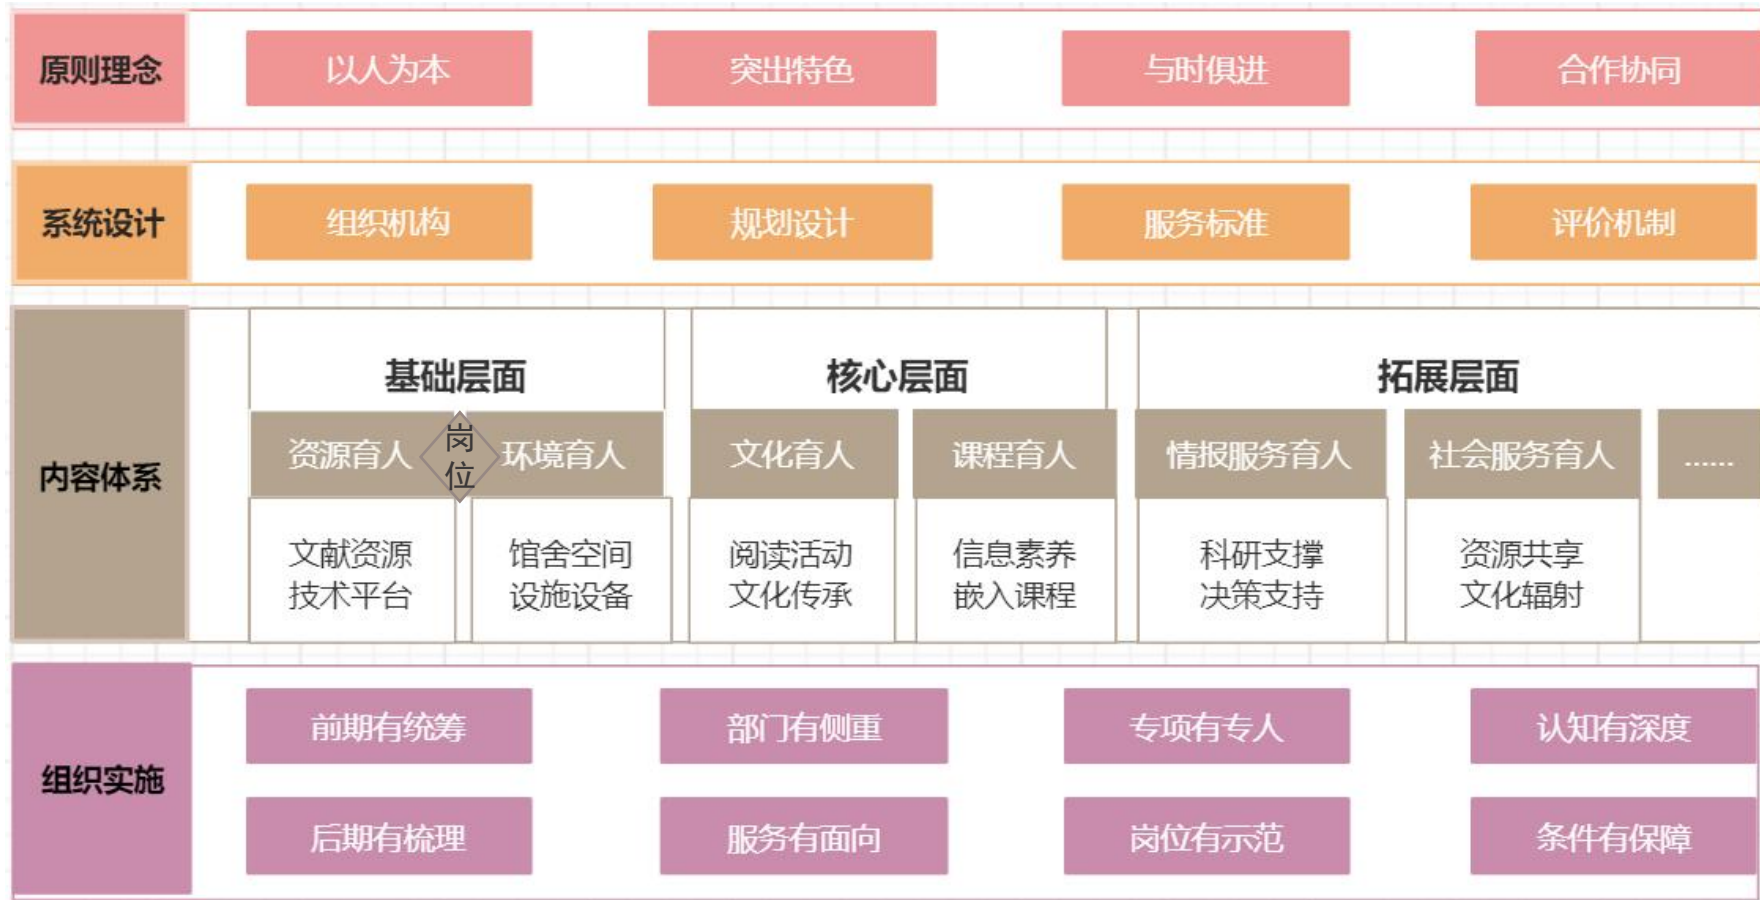 原则理念
以人为本
突出特色
与时俱进
合作协同
系统设计
组织机构
规划设计
服务标准
评价机制
内容体系
基础层面
核心层面
拓展层面
资源育人
岗
位
环境育人
文化育人
课程育人
情报服务育人
社会服务育人
……
文献资源
技术平台
馆舍空间
设施设备
阅读活动
文化传承
信息素养
嵌入课程
科研支撑
决策支持
资源共享
文化辐射
组织实施
前期有统筹
部门有侧重
专项有专人
认知有深度
后期有梳理
服务有面向
岗位有示范
条件有保障